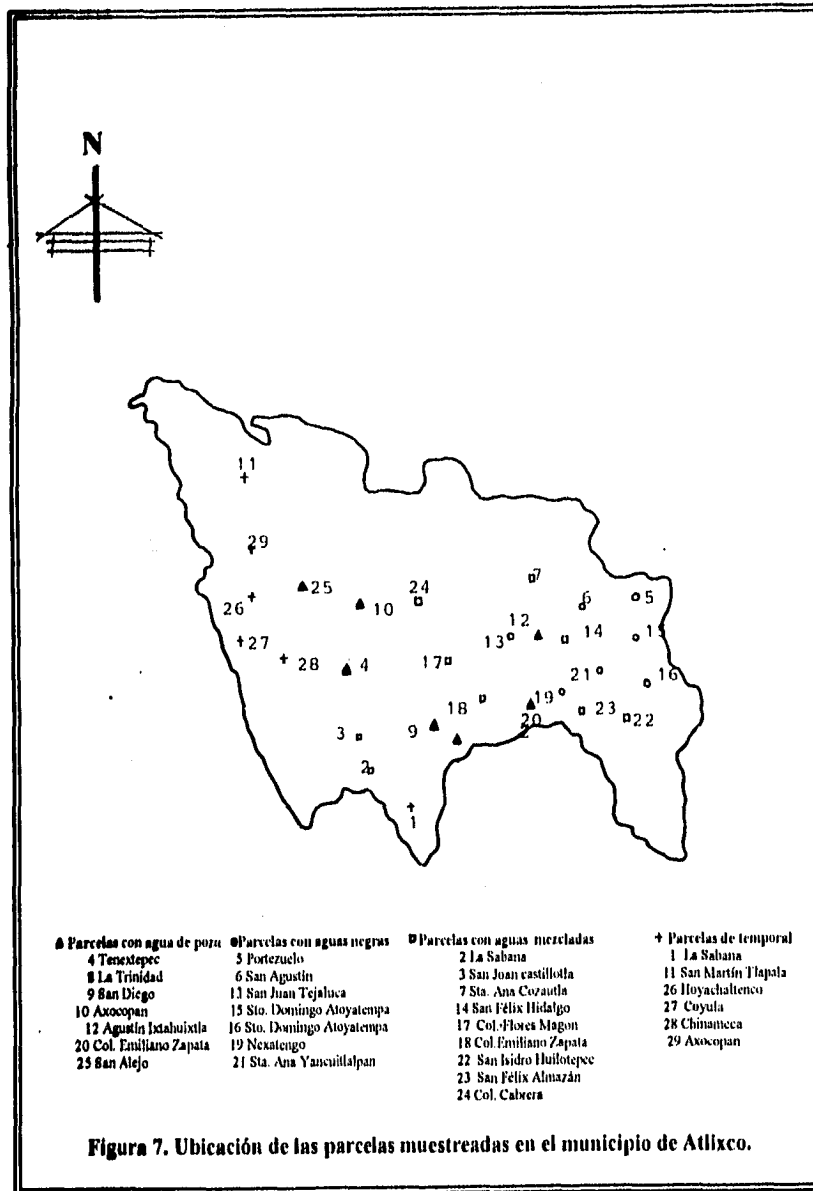 N
11
29
25
26
10
24
7
6
5
12
13
14
15
27
28
4
17
21
16
18
19
20
23
22
3
9
2
1
▲ Parcelas con agua de pozo
4 Tenextepec
8 La Trinidad
9 San Diego
10 Axocopan
12 Agustín Ixtahuixtla
20 Col. Emiliano Zapata
25 San Alejo
●Parcelas con aguas negras
5 Portezuelo
6 San Agustín
13 San Juan Tejaluca
15 Sto. Domingo Atoyatempa
16 Sto. Domingo Atoyatempa
19 Nexatengo
21 Sta. Ana Yancuitlalpan
Parcelas con aguas mezcladas
2 La Sabana
3 San Joan castillotla
7 Sta. Ana Cozautla
14 San Félix Hidalgo
17 Col. Flores Magon
18 Col. Emiliano Zapata
22 San Isidro Huilotepec
23 San Félix Almazán
24 Col. Cabrera
+ Parcelas de temporal
1 La Sabana
11 San Martín Tlapala
26 Hoyachaltenco
27 Coyula
28 Chinameca
29 Axocopan
Figura 7. Ubicación de las parcelas muestreadas en el municipio de Atlixco.